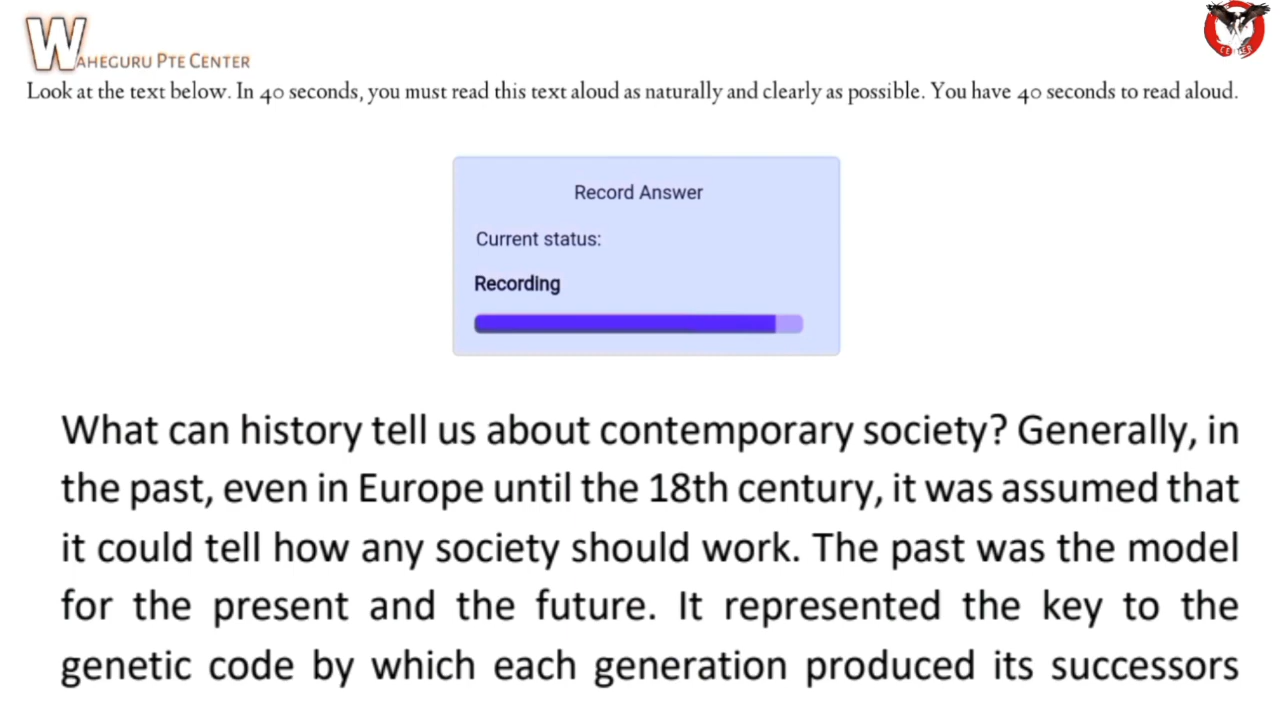 WAHEGURU PTE CENTER
CENTER
Look at the text below. In 40 seconds, you must read this text aloud as naturally and clearly as possible. You have 40 seconds to read aloud.
Record Answer
Current status:
Recording
What can history tell us about contemporary society? Generally, in
the past, even in Europe until the 18th century, it was assumed that
it could tell how any society should work. The past was the model
for the present and the future. It represented the key to the
genetic code by which each generation produced its successors